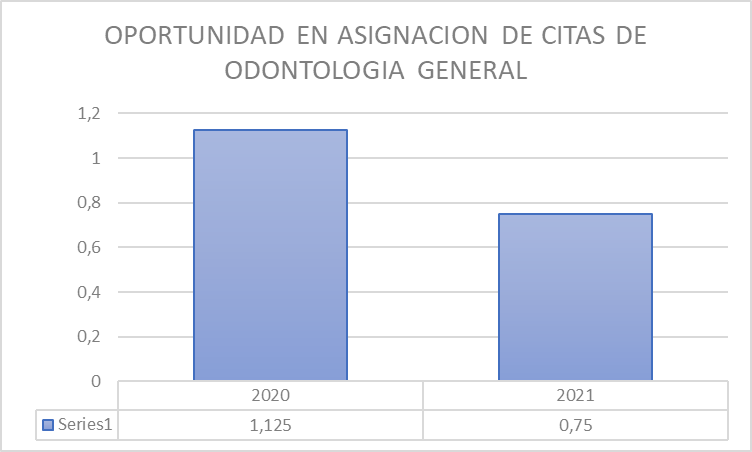 OPORTUNIDAD EN ASIGNACION DE CITAS DE
ODONTOLOGIA GENERAL
1,2
1
0,8
0,6
0,4
0,2
0
2020 2021
Series1 1,125 0,75